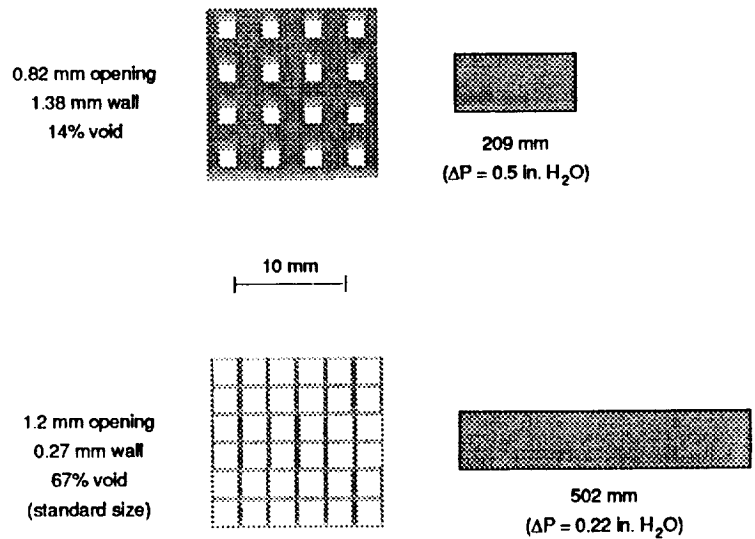 0.82 mm opening
1.38 mm wall
14% void
209 mm
(ΔP = 0.5 in. H₂O)
10 mm
1.2 mm opening
0.27 mm wall
67% void
(standard size)
502 mm
(ΔP = 0.22 in. H₂O)